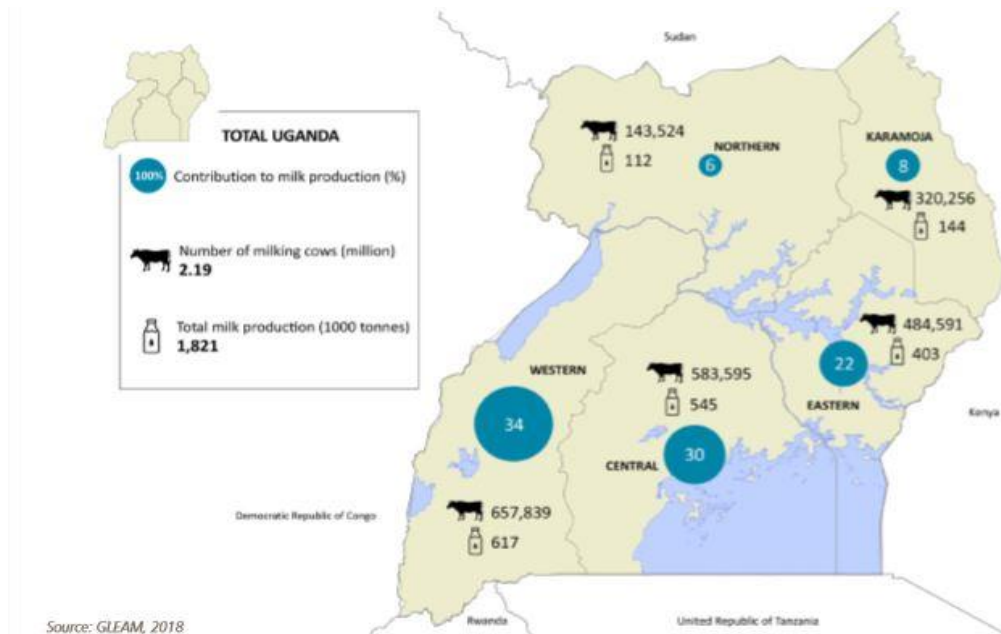 Sudan
TOTAL UGANDA
100% Contribution to milk production (%)
Number of milking cows (million)
2.19
Total milk production (1000 tonnes)
1,821
143,524
112
NORTHERN
6
KARAMOJA
8
320,256
144
484,591
403
22
EASTERN
Kenya
WESTERN
34
657,839
617
583,595
545
CENTRAL
30
Democratic Republic of Congo
Rwanda
United Republic of Tanzania
Source: GLEAM, 2018